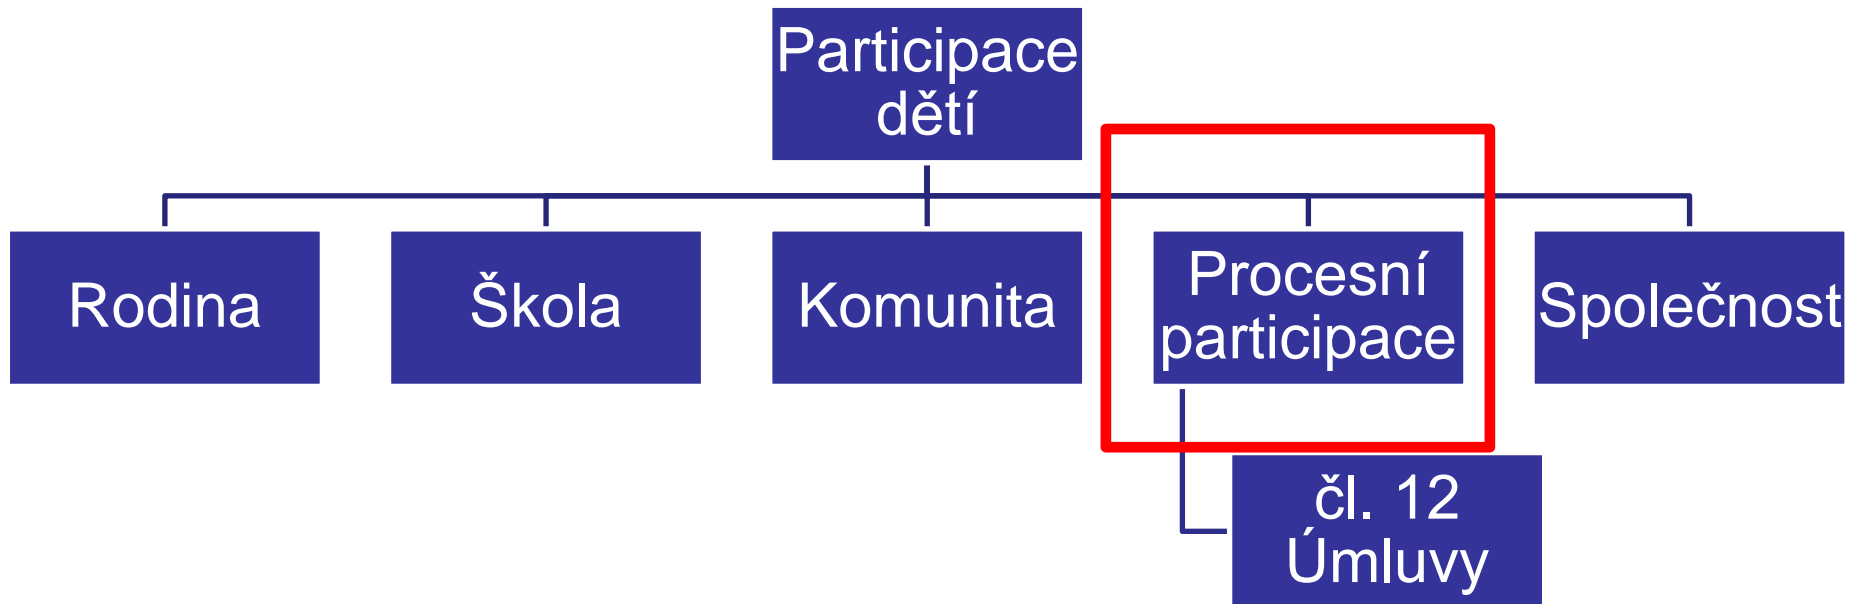 Participace
dětí
Rodina
Škola
Komunita
Procesní
participace
Společnost
čl. 12
Úmluvy